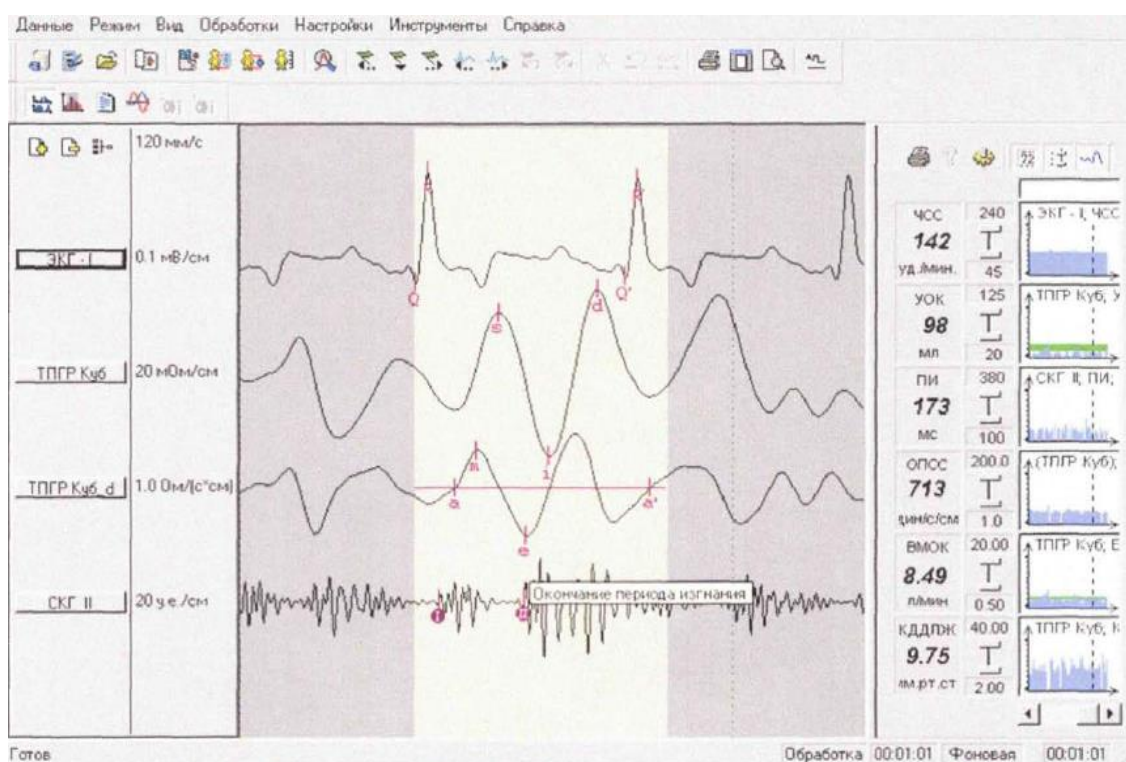 Данные Режим Вид Обработки Настройки Инструменты Справка
120 мм/с
ЭКГ - I
0.1 мВ/см
R
R'
Q
Q'
ТПГР Куб
20 мОм/см
s
d
l
ТПГР Куб_d
1.0 Ом/(с*см)
m
a
a'
e
СКГ II
20 у.е./см
I
II
Окончание периода изгнания
ЧСС 240
142
уд./мин. 45
ЭКГ - I; ЧСС
УОК 125
98
мл 20
ТПГР Куб; У
ПИ 380
173
мс 100
СКГ II; ПИ;
ОПСС 200.0
713
дин/с/см 1.0
(ТПГР Куб);
ВМОК 20.00
8.49
л/мин 0.50
ТПГР Куб; Е
КДДЛЖ 40.00
9.75
мм.рт.ст 2.00
ТПГР Куб; К
Готов
Обработка 00:01:01 Фоновая 00:01:01